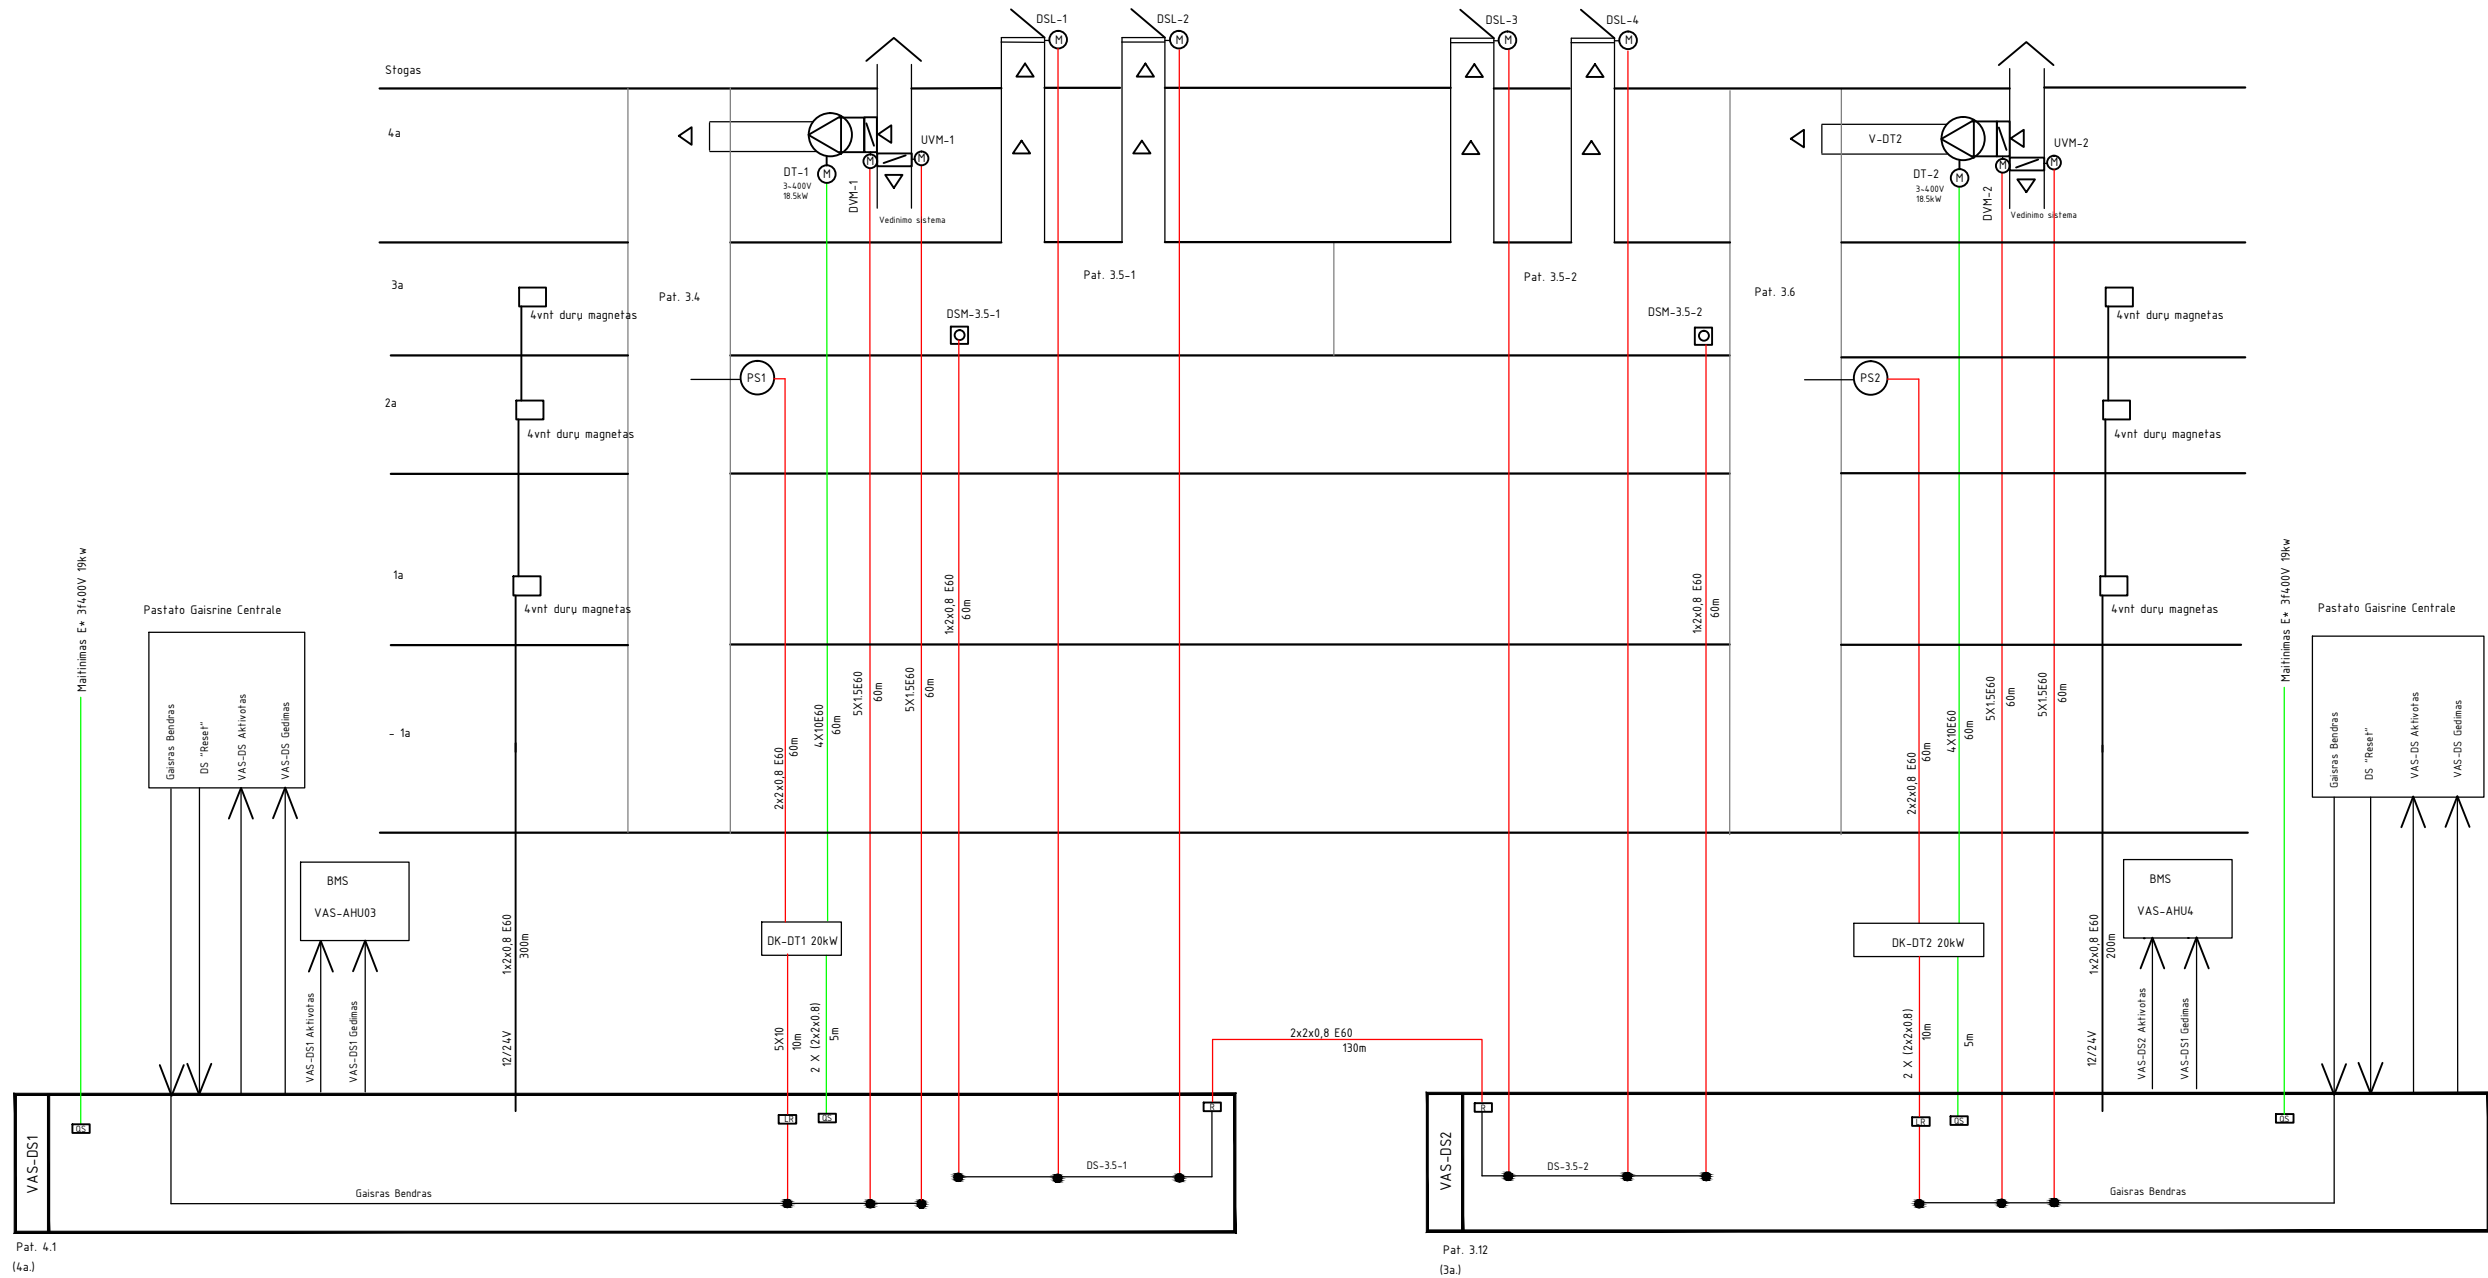 DSL-1
DSL-2
DSL-3
DSL-4
M
M
M
M
Stogas
4a
UVM-1
M
M
DT-1
M
3~400V
18.5kW
DVM-1
Vedinimo sistema
V-DT2
UVM-2
M
M
DT-2
M
3~400V
18.5kW
DVM-2
Vedinimo sistema
3a
Pat. 3.4
Pat. 3.5-1
Pat. 3.5-2
Pat. 3.6
4vnt durų magnetas
DSM-3.5-1
DSM-3.5-2
4vnt durų magnetas
PS1
PS2
2a
4vnt durų magnetas
4vnt durų magnetas
1a
4vnt durų magnetas
4vnt durų magnetas
1x2x0,8 E60
60m
1x2x0,8 E60
60m
Maitinimas E* 3f400V 19kw
Pastato Gaisrine Centrale
Gaisras Bendras
DS "Reset"
VAS-DS Aktivotas
VAS-DS Gedimas
Maitinimas E* 3f400V 19kw
Pastato Gaisrine Centrale
Gaisras Bendras
DS "Reset"
VAS-DS Aktivotas
VAS-DS Gedimas
- 1a
2x2x0,8 E60
60m
4X10E60
60m
5X1.5E60
60m
5X1.5E60
60m
2x2x0,8 E60
60m
4X10E60
60m
5X1.5E60
60m
5X1.5E60
60m
BMS
VAS-AHU03
BMS
VAS-AHU4
DK-DT1 20kW
DK-DT2 20kW
VAS-DS1 Aktivotas
VAS-DS1 Gedimas
12/24V
1x2x0,8 E60
300m
5X10
10m
2 X (2x2x0.8)
5m
2x2x0,8 E60
130m
2 X (2x2x0.8)
10m
5m
12/24V
1x2x0,8 E60
200m
VAS-DS2 Aktivotas
VAS-DS1 Gedimas
VAS-DS1
QS
LR
QS
R
DS-3.5-1
Gaisras Bendras
VAS-DS2
R
LR
QS
QS
DS-3.5-2
Gaisras Bendras
Pat. 4.1
(4a.)
Pat. 3.12
(3a.)